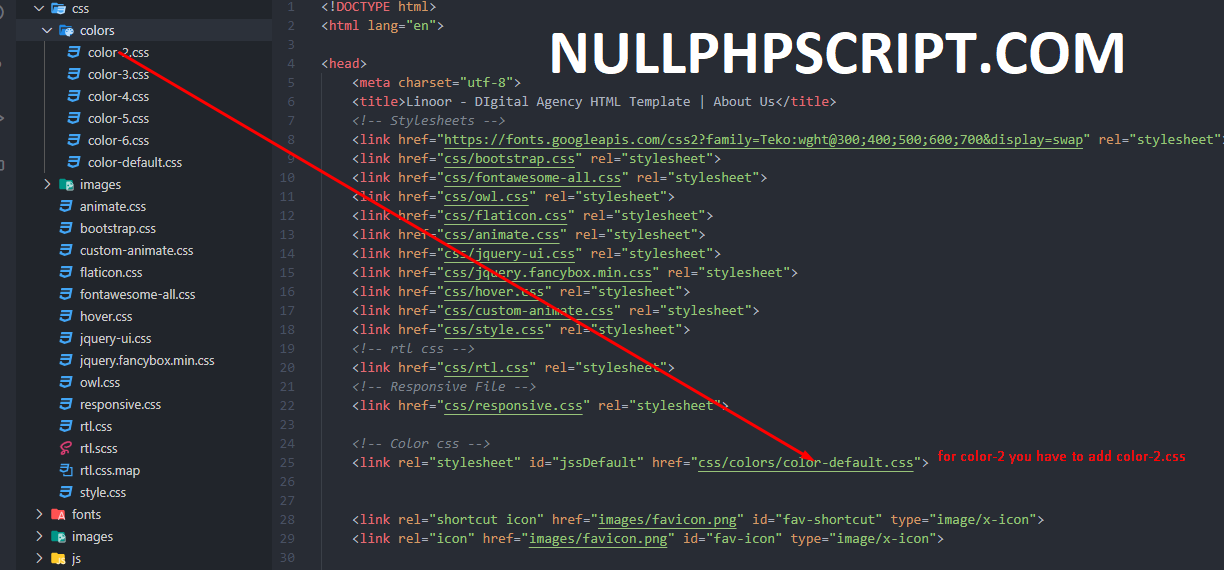 css
colors
color-2.css
color-3.css
color-4.css
color-5.css
color-6.css
color-default.css
images
animate.css
bootstrap.css
custom-animate.css
flaticon.css
fontawesome-all.css
hover.css
jquery-ui.css
jquery.fancybox.min.css
owl.css
responsive.css
rtl.css
rtl.scss
rtl.css.map
style.css
fonts
images
js
NULLPHPSCRIPT.COM
1 <!DOCTYPE html>
2 <html lang="en">
3
4 <head>
5 <meta charset="utf-8">
6 <title>Linoor - DIgital Agency HTML Template | About Us</title>
7 <!-- Stylesheets -->
8 <link href="https://fonts.googleapis.com/css2?family=Teko:wght@300;400;500;600;700&display=swap" rel="stylesheet">
9 <link href="css/bootstrap.css" rel="stylesheet">
10 <link href="css/fontawesome-all.css" rel="stylesheet">
11 <link href="css/owl.css" rel="stylesheet">
12 <link href="css/flaticon.css" rel="stylesheet">
13 <link href="css/animate.css" rel="stylesheet">
14 <link href="css/jquery-ui.css" rel="stylesheet">
15 <link href="css/jquery.fancybox.min.css" rel="stylesheet">
16 <link href="css/hover.css" rel="stylesheet">
17 <link href="css/custom-animate.css" rel="stylesheet">
18 <link href="css/style.css" rel="stylesheet">
19 <!-- rtl css -->
20 <link href="css/rtl.css" rel="stylesheet">
21 <!-- Responsive File -->
22 <link href="css/responsive.css" rel="stylesheet">
23
24 <!-- Color css -->
25 <link rel="stylesheet" id="jssDefault" href="css/colors/color-default.css">
for color-2 you have to add color-2.css
26
27
28 <link rel="shortcut icon" href="images/favicon.png" id="fav-shortcut" type="image/x-icon">
29 <link rel="icon" href="images/favicon.png" id="fav-icon" type="image/x-icon">
30